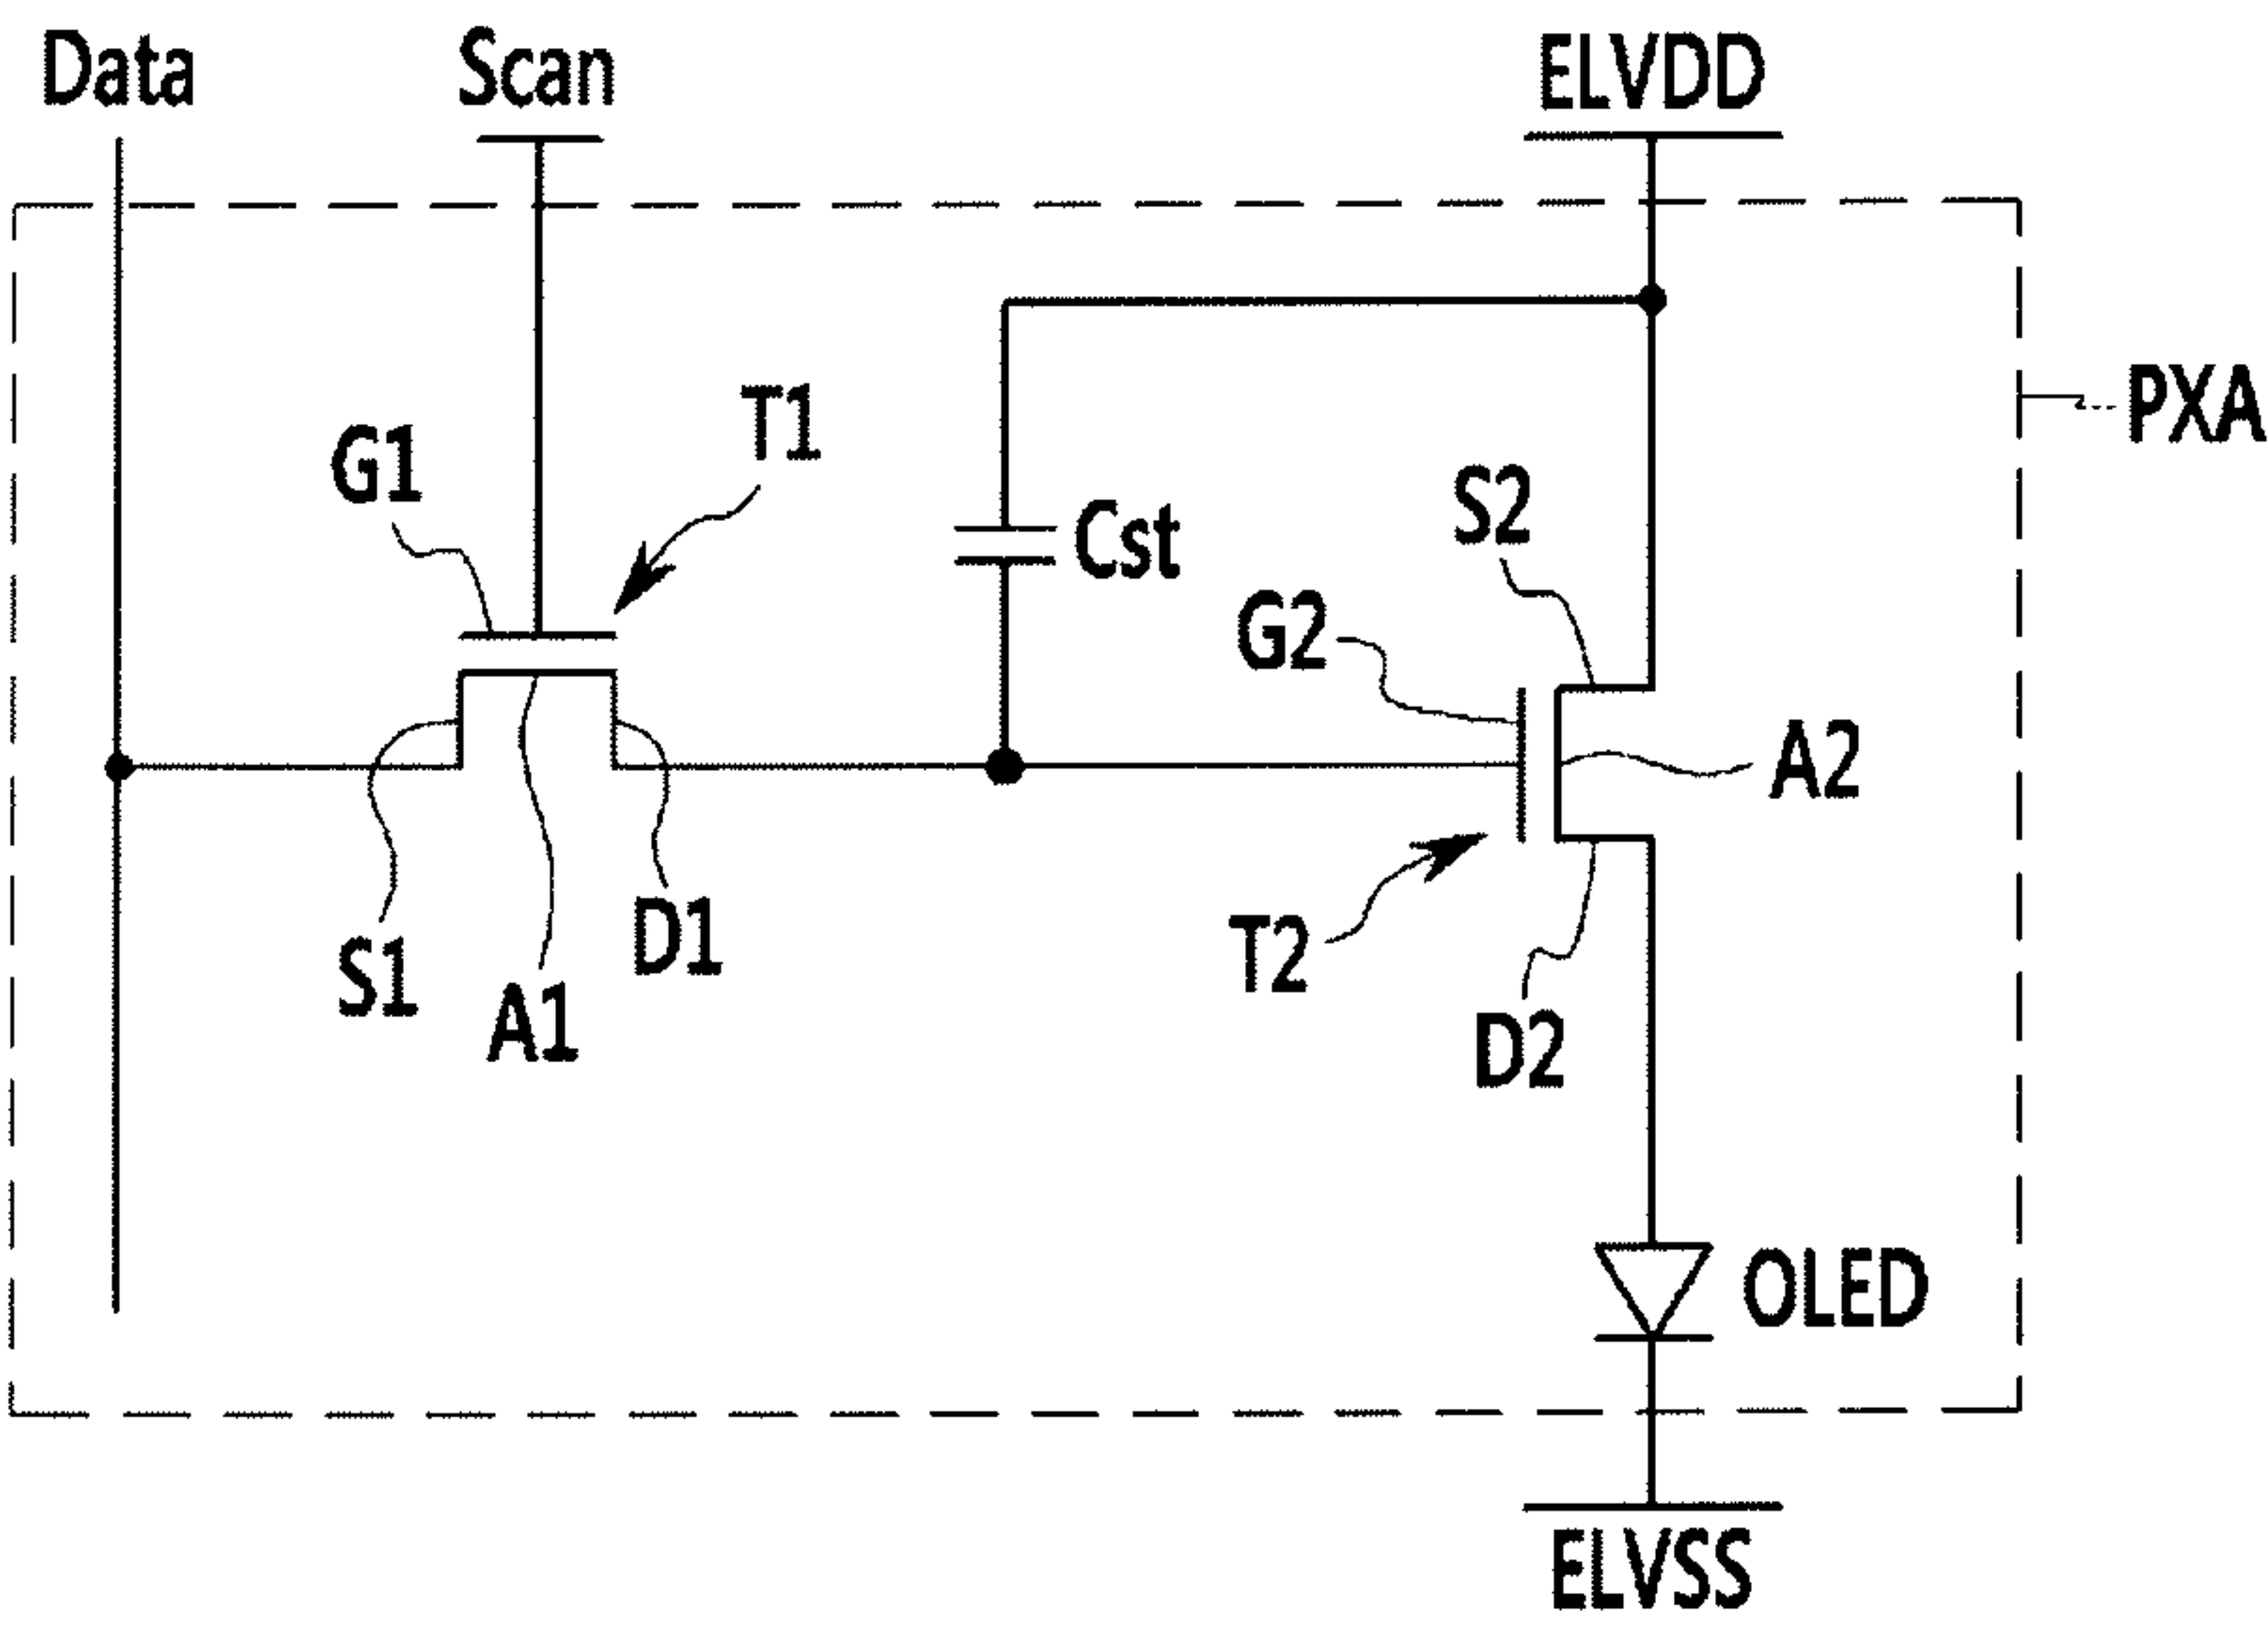 Data
Scan
ELVDD
PXA
T1
G1
S2
Cst
G2
A2
D1
T2
S1
A1
D2
OLED
ELVSS